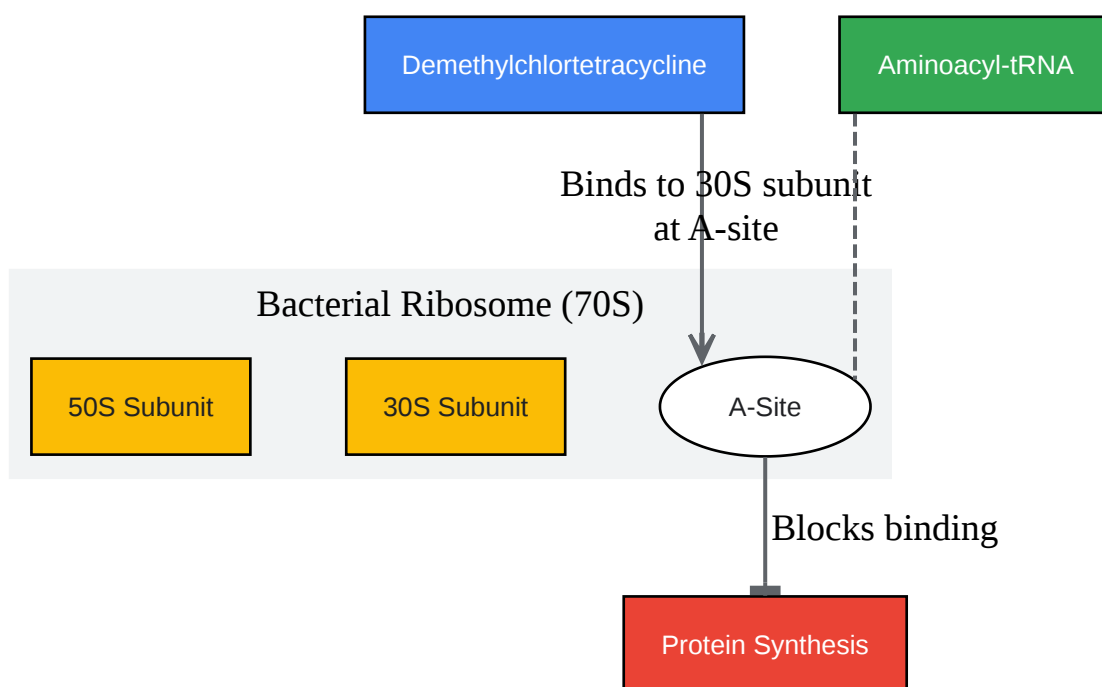 Demethylchlortetracycline
Aminoacyl-tRNA
Binds to 30S subunit
at A-site
Bacterial Ribosome (70S)
50S Subunit
30S Subunit
A-Site
Blocks binding
Protein Synthesis